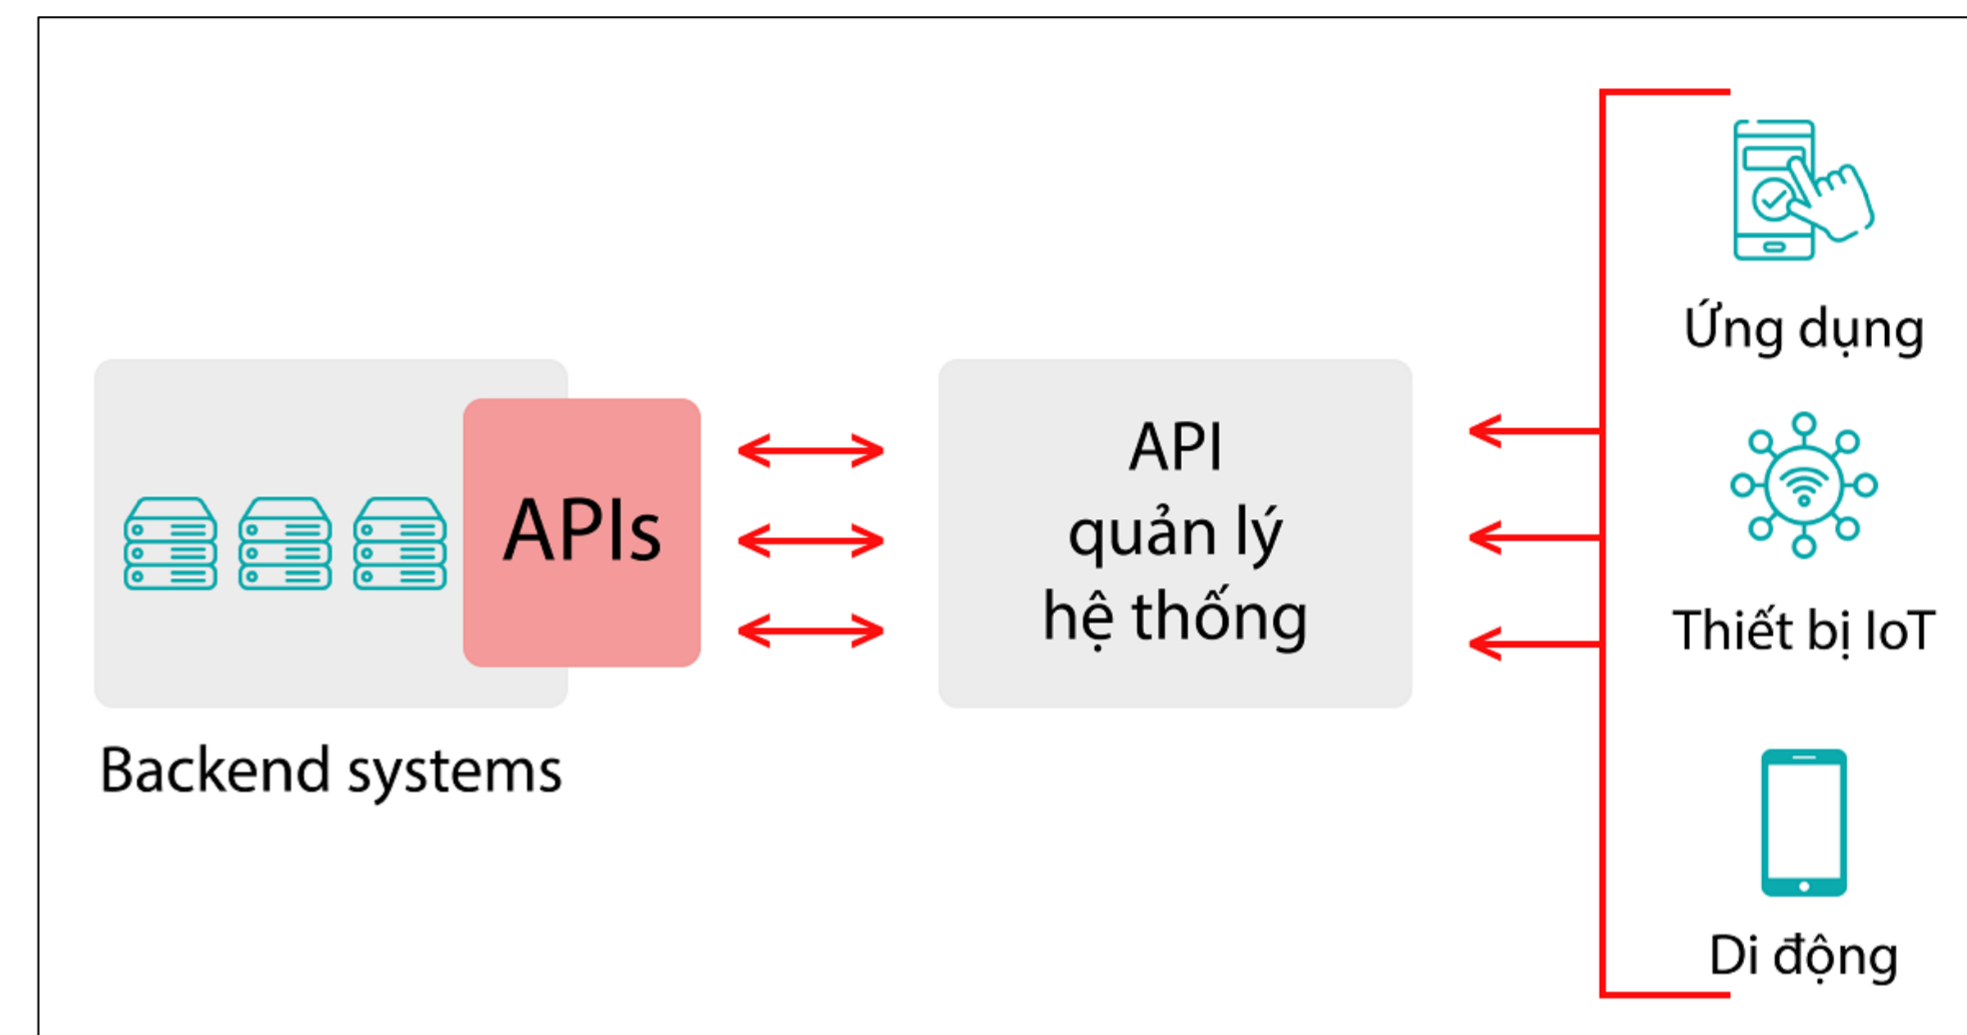 APIs
Backend systems
API
quản lý
hệ thống
Ứng dụng
Thiết bị IoT
Di động